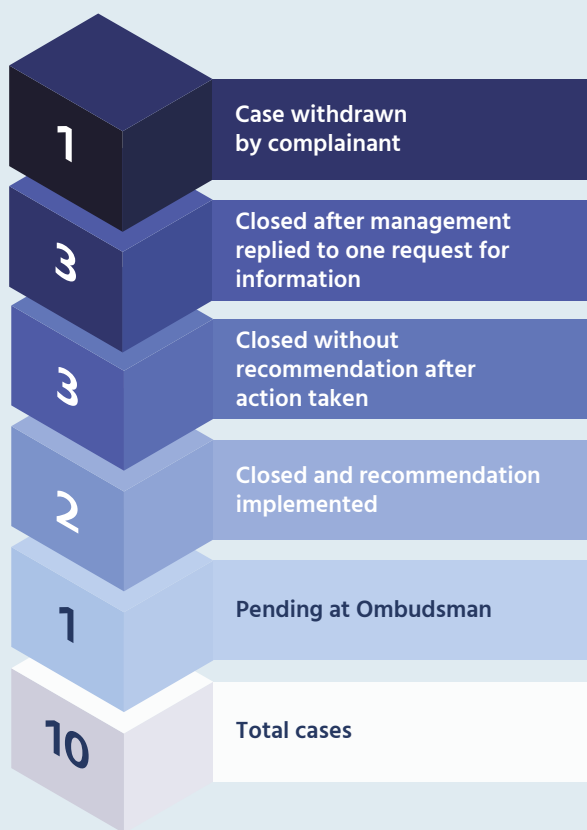 1
Case withdrawn
by complainant
3
Closed after management
replied to one request for
information
3
Closed without
recommendation after
action taken
2
Closed and recommendation
implemented
1
Pending at Ombudsman
10
Total cases